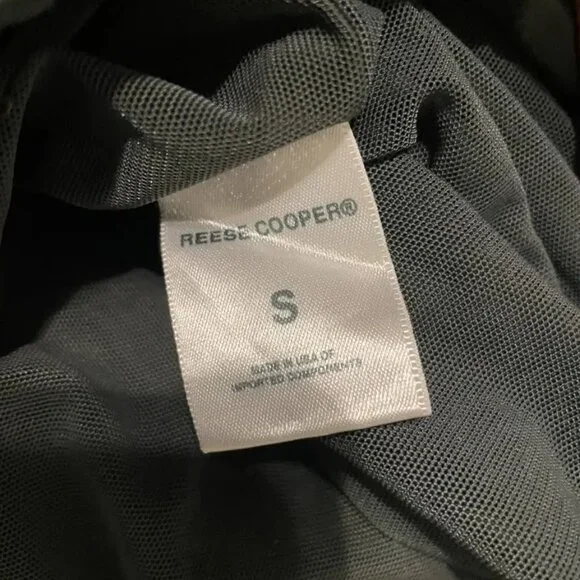 REESE COOPER®
S
MADE IN USA OF
IMPORTED COMPONENTS